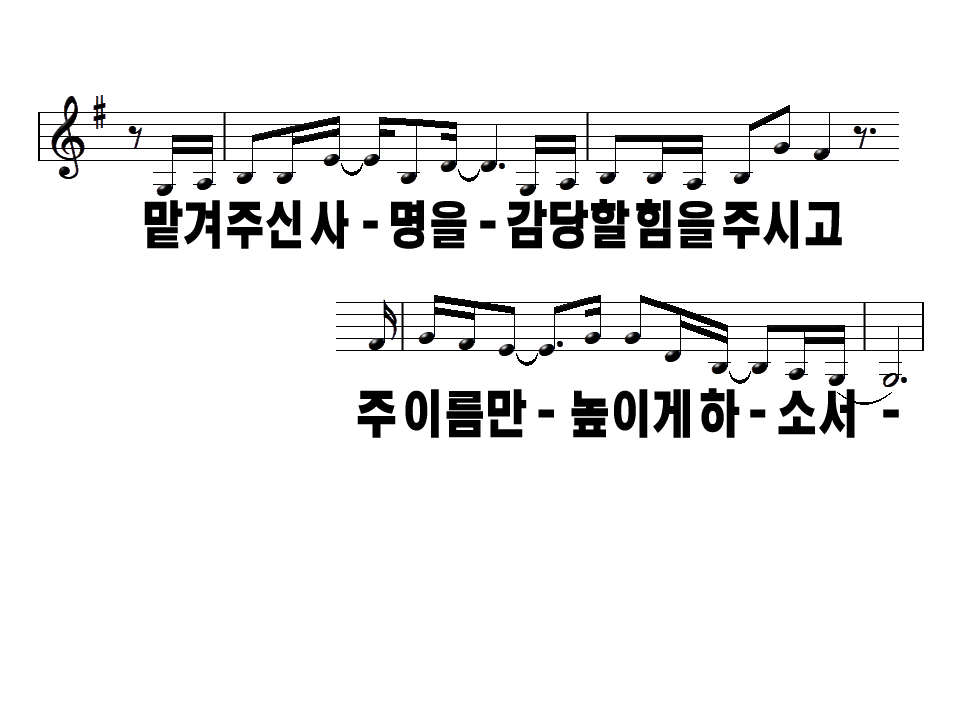 맡겨주신 사 - 명을 - 감당할 힘을 주시고
주 이름만 - 높이게 하 - 소서 -